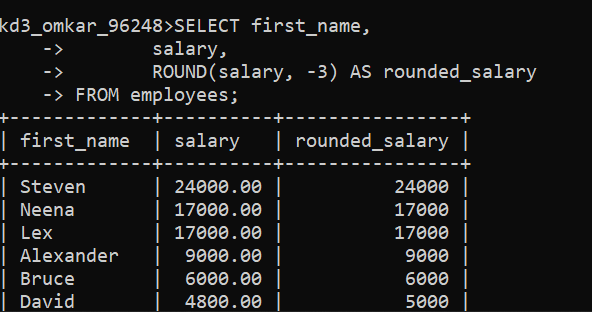 kd3_omkar_96248>SELECT first_name,
    ->        salary,
    ->        ROUND(salary, -3) AS rounded_salary
    -> FROM employees;
+-------------+----------+----------------+
| first_name  | salary   | rounded_salary |
+-------------+----------+----------------+
| Steven      | 24000.00 |          24000 |
| Neena       | 17000.00 |          17000 |
| Lex         | 17000.00 |          17000 |
| Alexander   |  9000.00 |           9000 |
| Bruce       |  6000.00 |           6000 |
| David       |  4800.00 |           5000 |